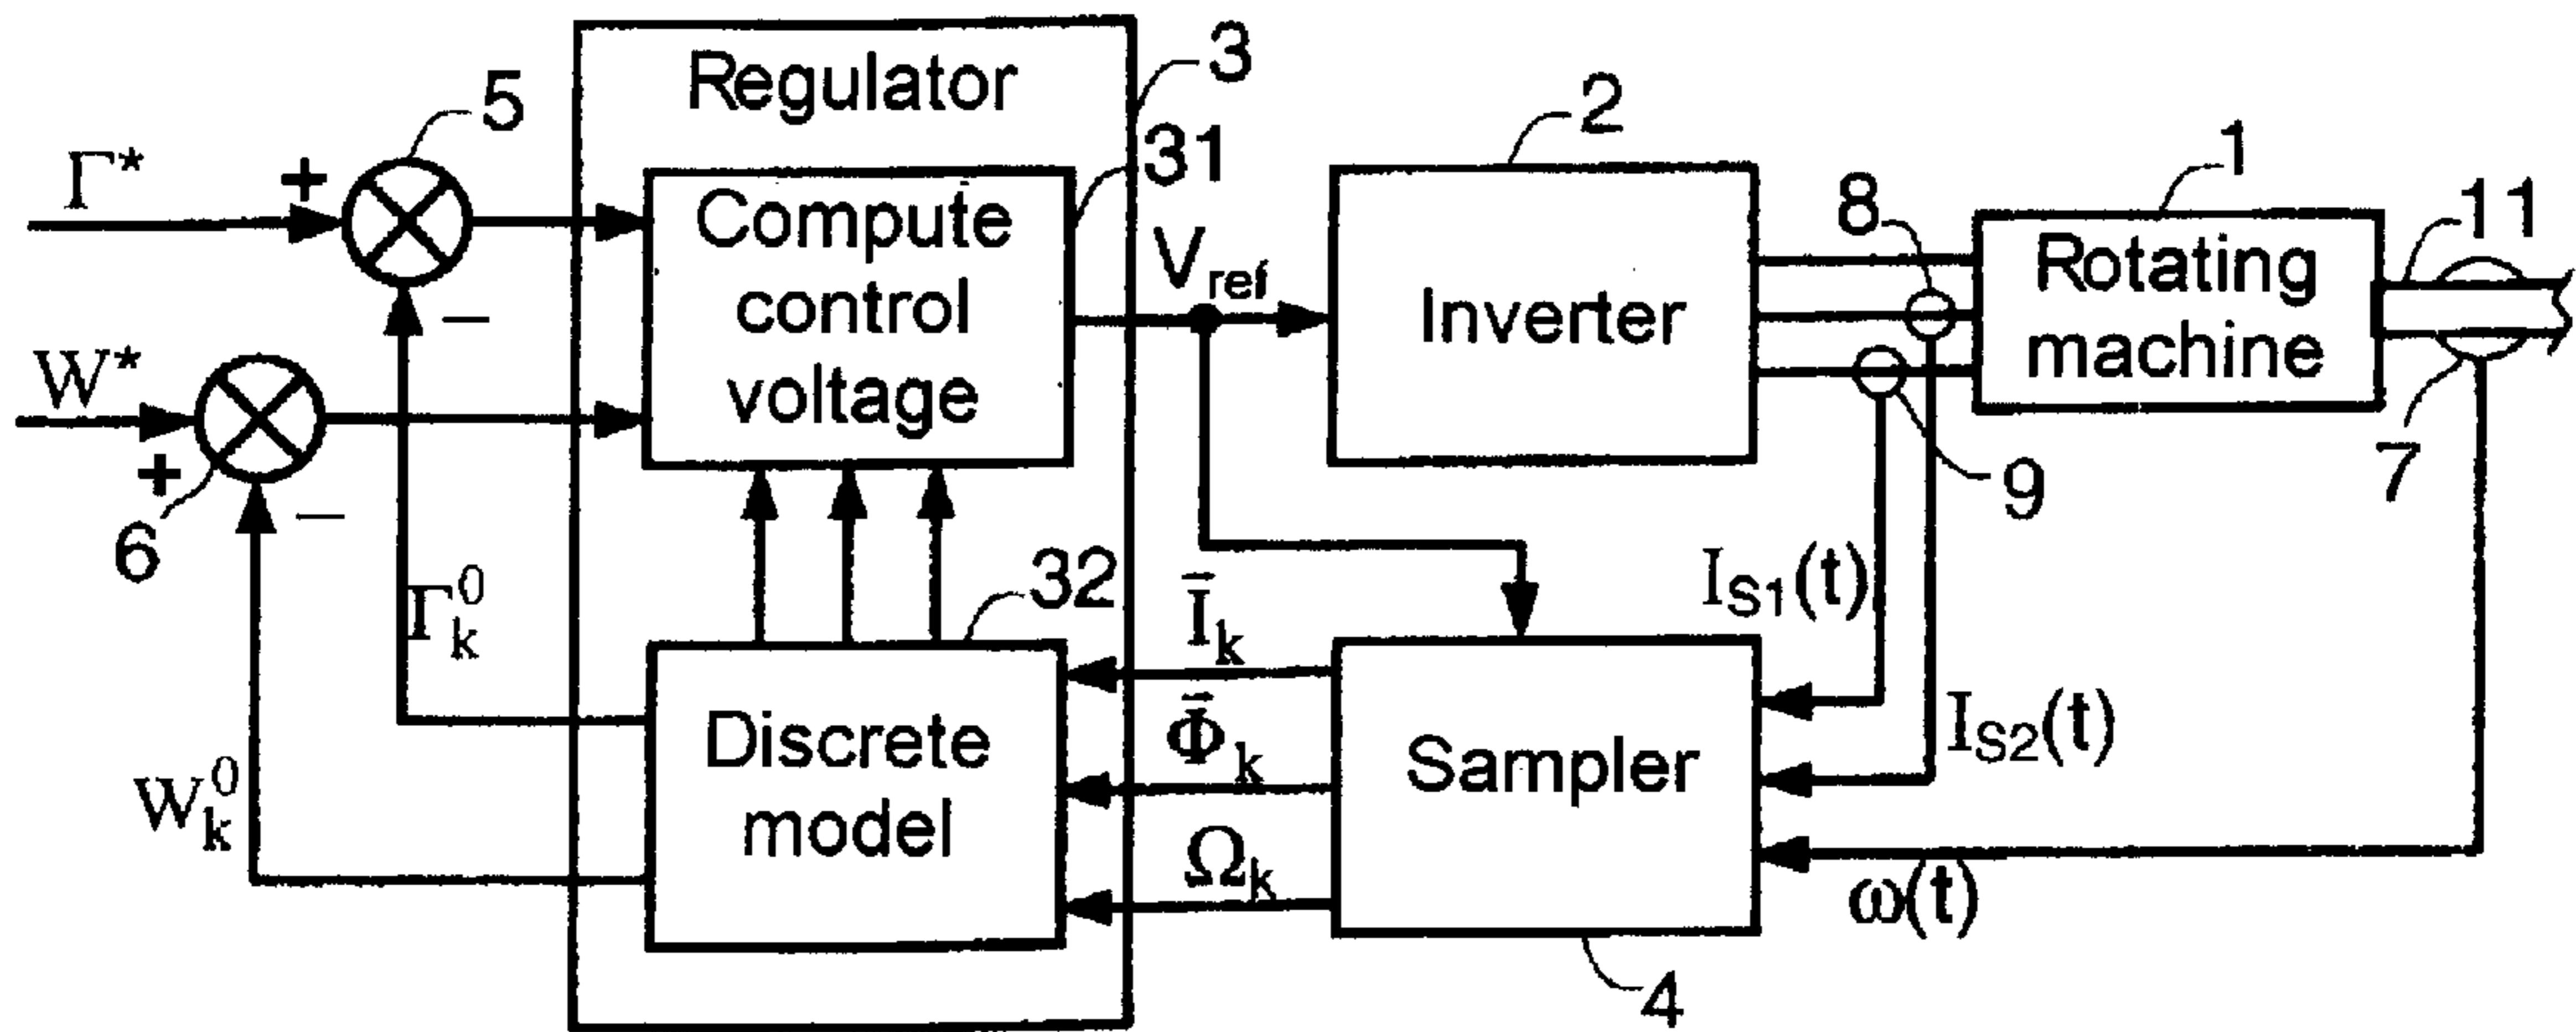 Regulator
3
5
Γ*
+
31
Compute
control
voltage
V_ref
2
Inverter
8
1
Rotating
machine
11
7
9
–
W*
+
6
–
Γ_k^0
W_k^0
32
Discrete
model
Ī_k
Φ̄_k
Ω_k
Sampler
4
I_S1(t)
I_S2(t)
ω(t)